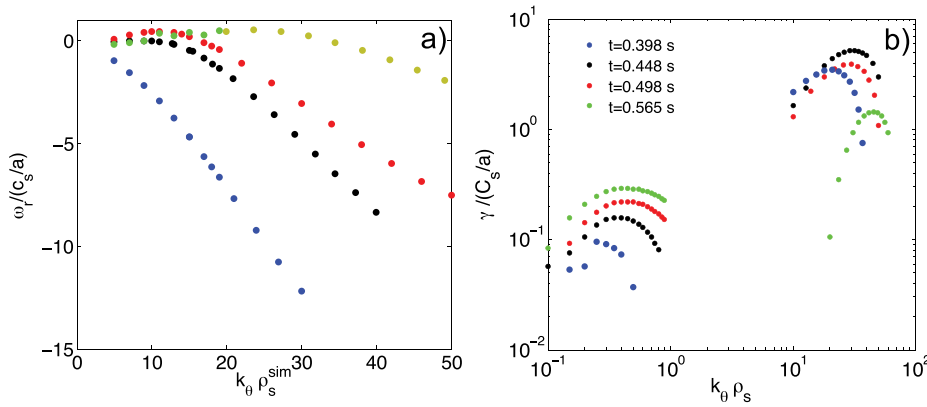 a)
0
−5
−10
−15
ω_r/(c_s/a)
0 10 20 30 40 50
k_θ ρ_s^sim
b)
t=0.398 s
t=0.448 s
t=0.498 s
t=0.565 s
10^1
10^0
10^−1
10^−2
γ/(C_s/a)
10^−1 10^0 10^1 10^2
k_θ ρ_s